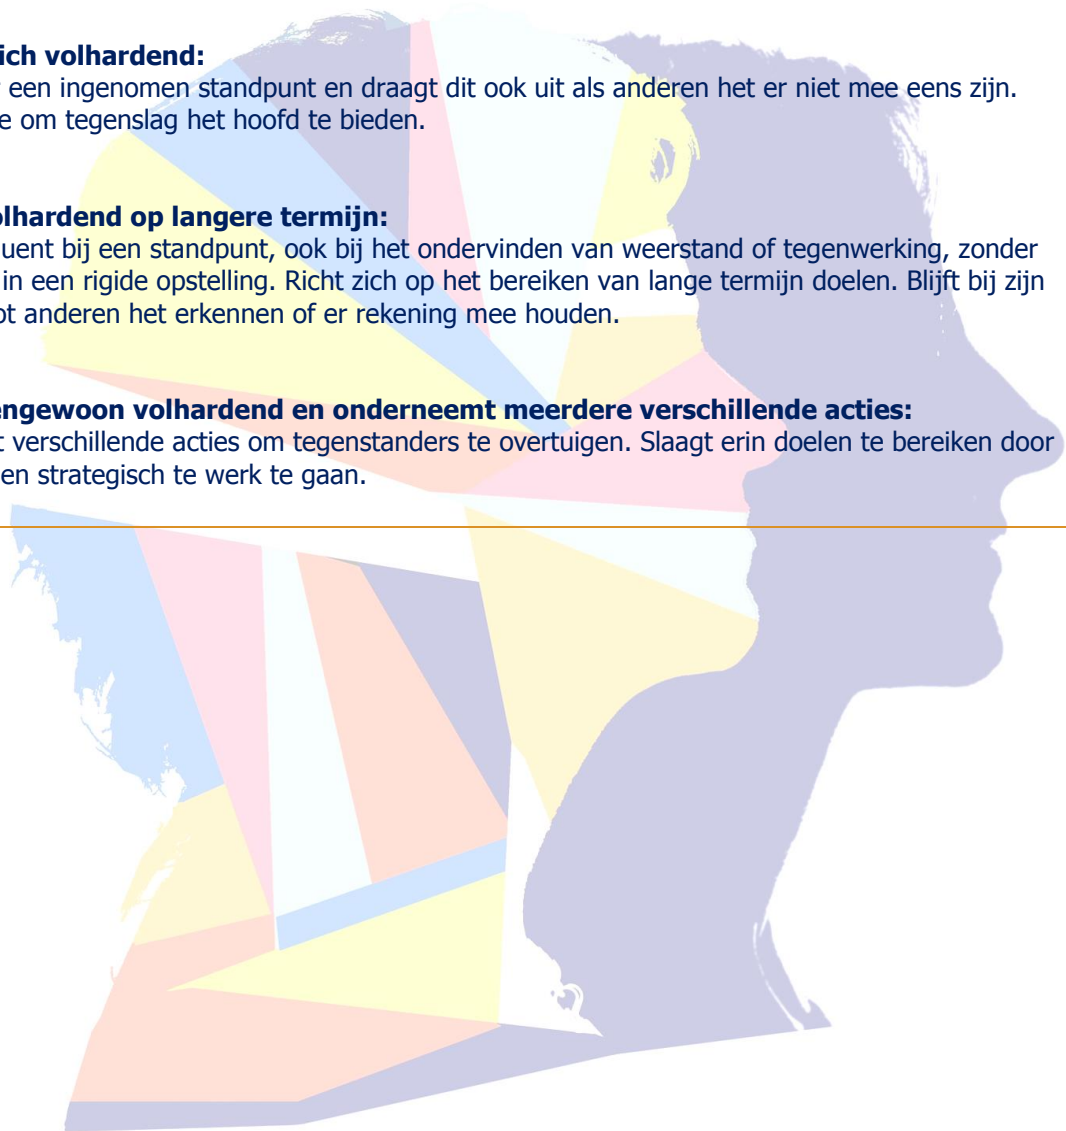 ich volhardend:
een ingenomen standpunt en draagt dit ook uit als anderen het er niet mee eens zijn.
e om tegenslag het hoofd te bieden.
olhardend op langere termijn:
uent bij een standpunt, ook bij het ondervinden van weerstand of tegenwerking, zonder
in een rigide opstelling. Richt zich op het bereiken van lange termijn doelen. Blijft bij zijn
ot anderen het erkennen of er rekening mee houden.
engewoon volhardend en onderneemt meerdere verschillende acties:
t verschillende acties om tegenstanders te overtuigen. Slaagt erin doelen te bereiken door
en strategisch te werk te gaan.